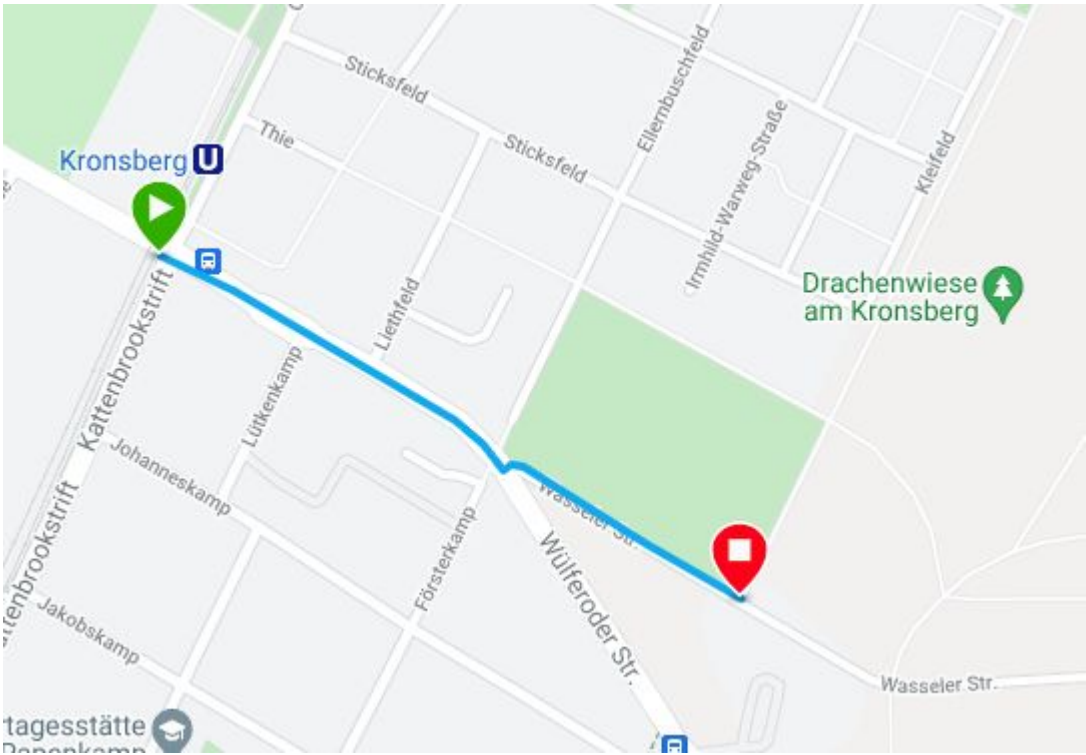 Sticksfeld
Ellernbuschfeld
Thie
Sticksfeld
Irmhild-Warweg-Straße
Kleifeld
Kronsberg U
Drachenwiese
am Kronsberg
Kattenbrookstrift
Liethfeld
Lütkenkamp
Johanneskamp
Wasseler Str.
Försterkamp
Wülferoder Str.
Jakobskamp
Wasseler Str.
rtagesstätte
Papenkamp